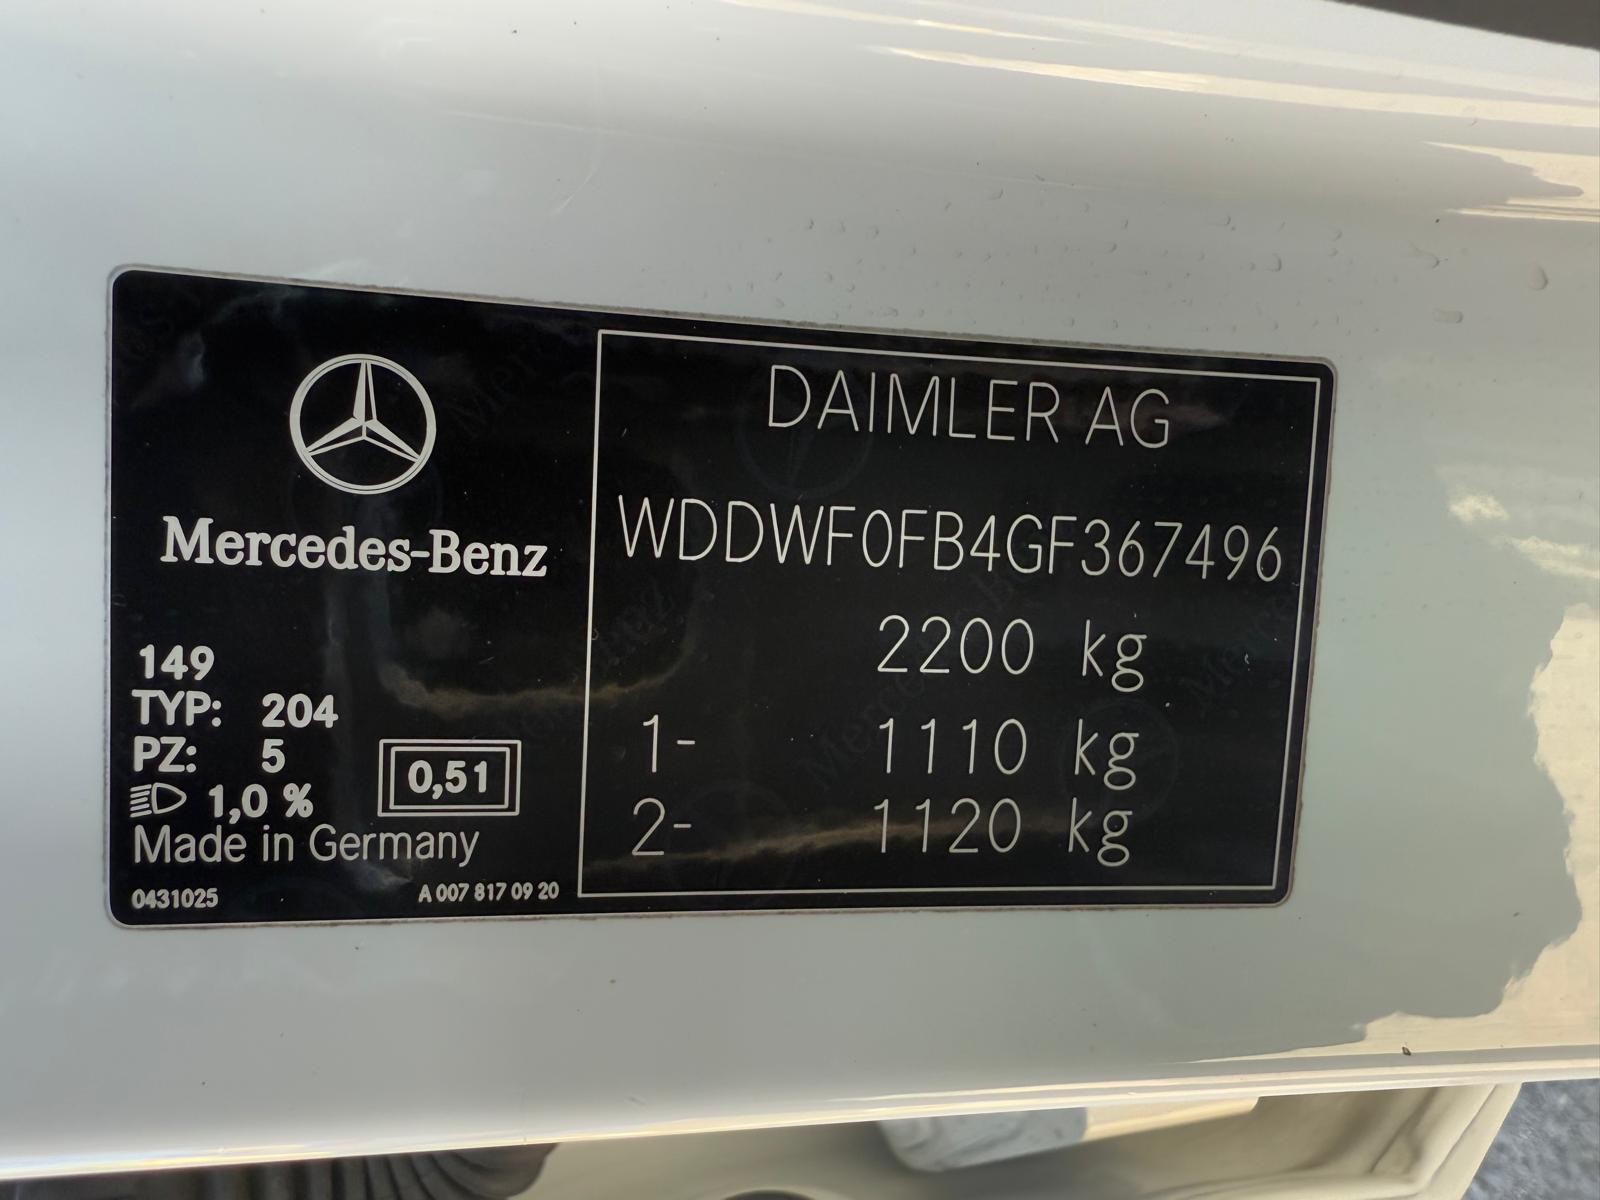 Mercedes-Benz
149
TYP: 204
PZ: 5
1,0 %
0,51
Made in Germany
0431025
A 007 817 09 20
DAIMLER AG
WDDWF0FB4GF367496
2200 kg
1- 1110 kg
2- 1120 kg